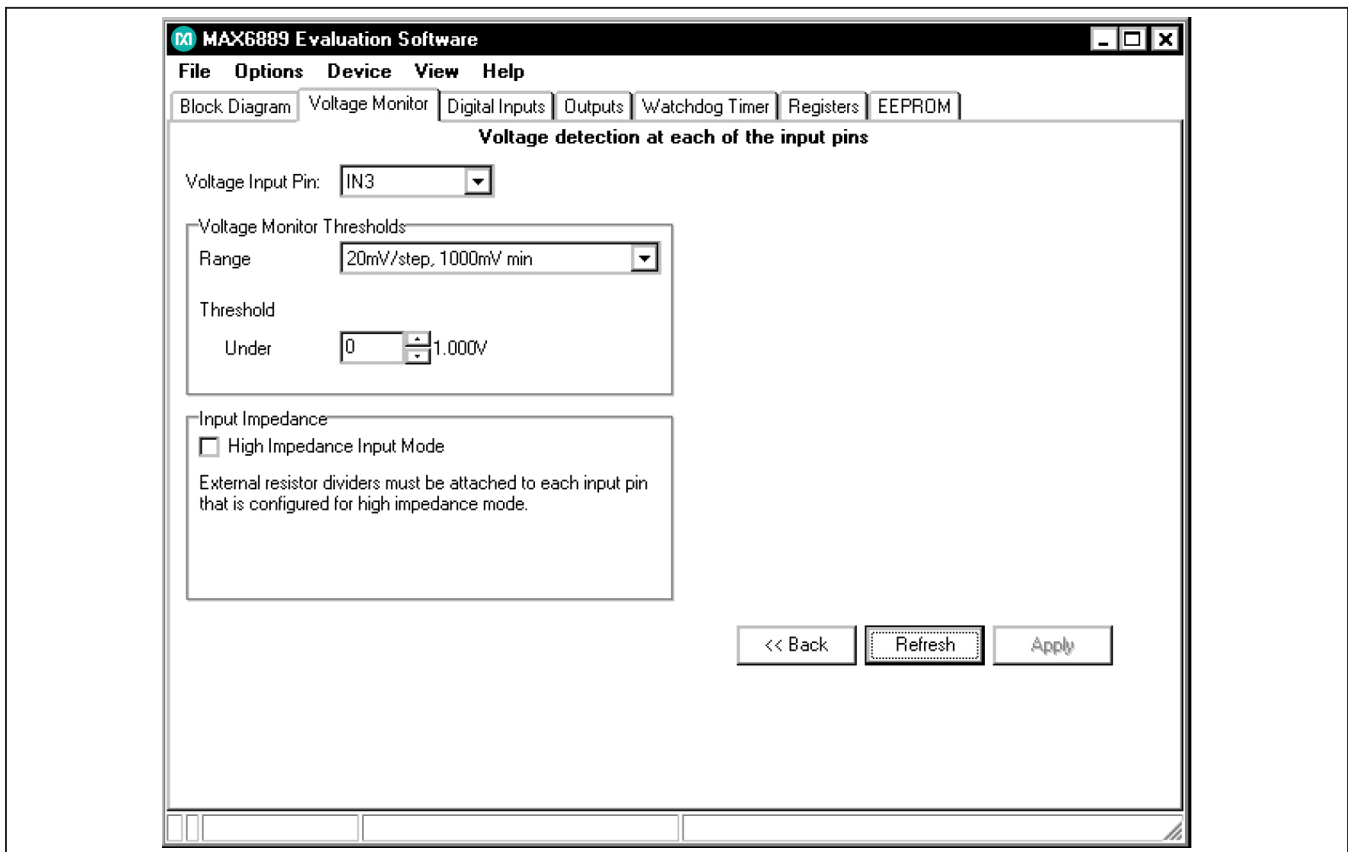 MAX6889 Evaluation Software
File Options Device View Help
Block Diagram Voltage Monitor Digital Inputs Outputs Watchdog Timer Registers EEPROM
Voltage detection at each of the input pins
Voltage Input Pin: IN3
Voltage Monitor Thresholds
Range 20mV/step, 1000mV min
Threshold
Under 0 1.000V
Input Impedance
High Impedance Input Mode
External resistor dividers must be attached to each input pin
that is configured for high impedance mode.
<< Back Refresh Apply